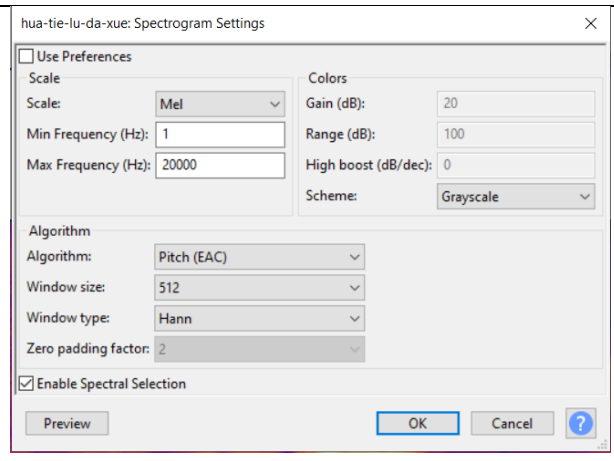 hua-tie-lu-da-xue: Spectrogram Settings
Use Preferences
Scale
Scale: Mel
Min Frequency (Hz): 1
Max Frequency (Hz): 20000
Colors
Gain (dB): 20
Range (dB): 100
High boost (dB/dec): 0
Scheme: Grayscale
Algorithm
Algorithm: Pitch (EAC)
Window size: 512
Window type: Hann
Zero padding factor: 2
Enable Spectral Selection
Preview OK Cancel ?